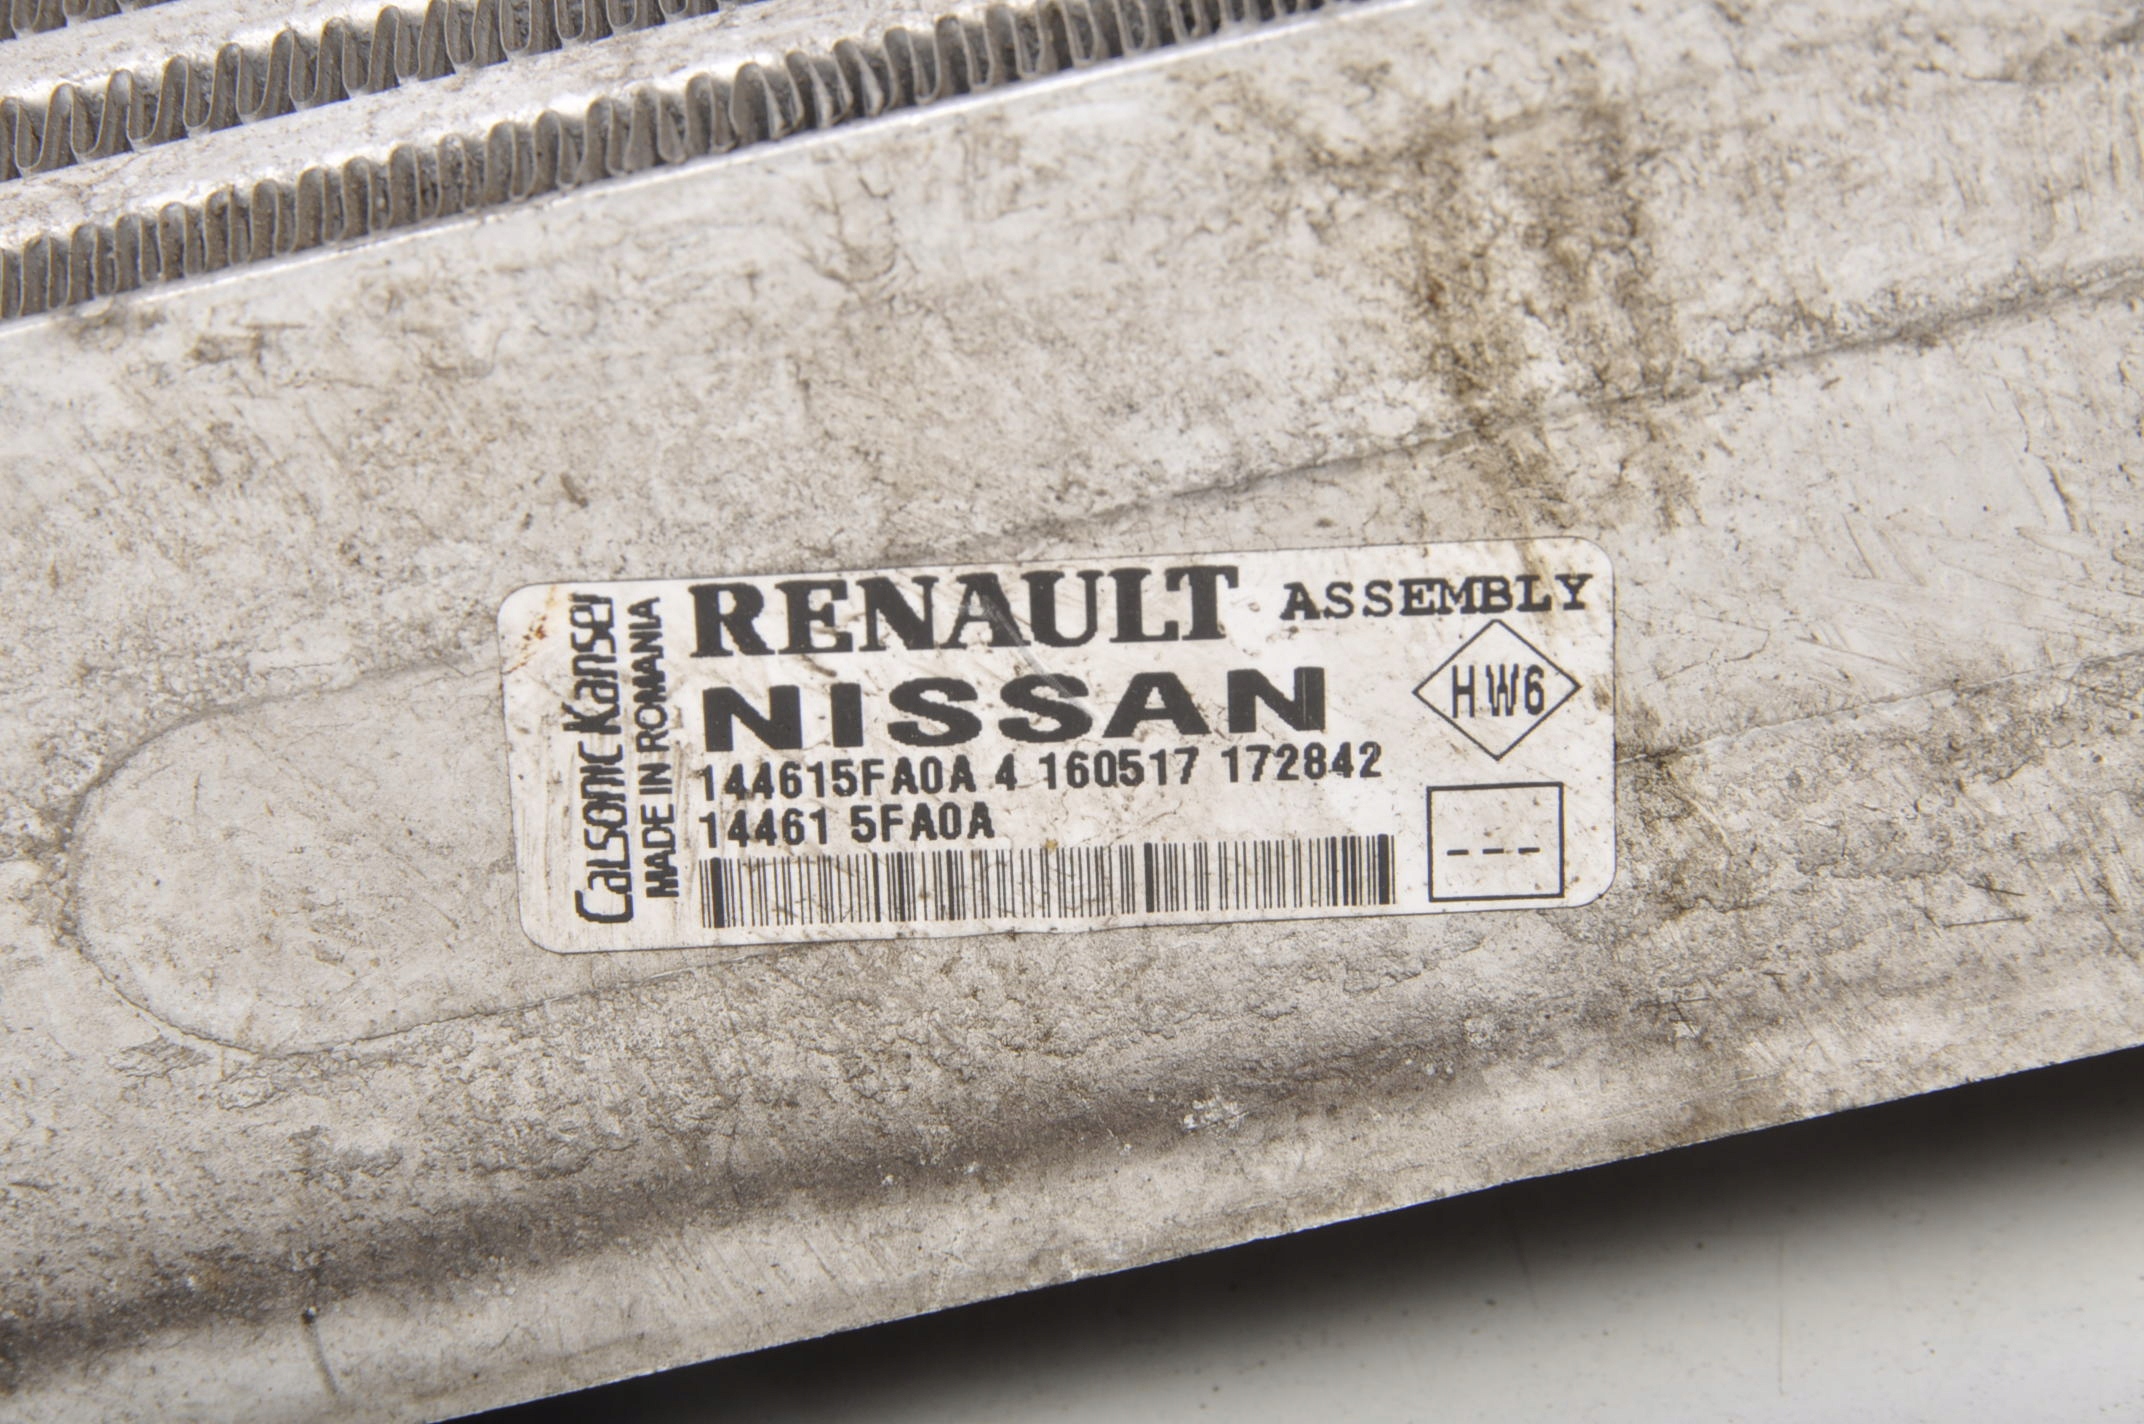 Calsonic Kansei
MADE IN ROMANIA
RENAULT ASSEMBLY
NISSAN
HW6
144615FA0A 4 160517 172842
14461 5FA0A
---